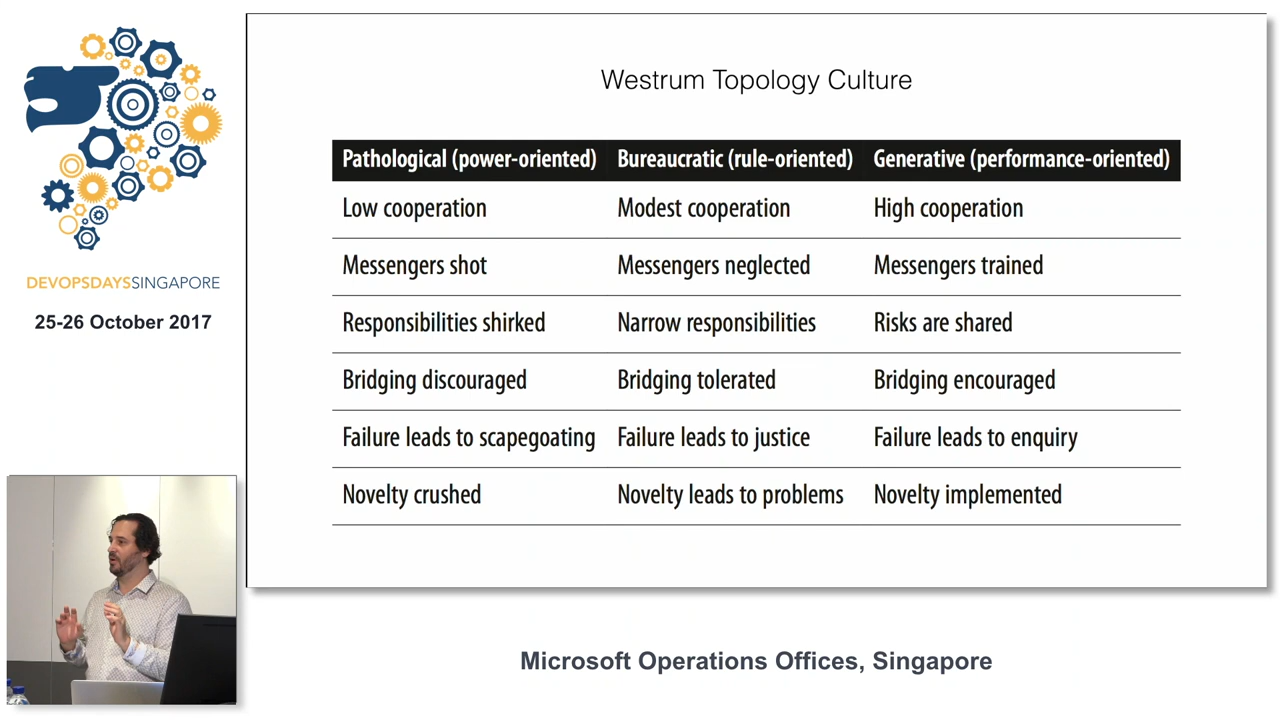 DEVOPSDAYSSINGAPORE
25-26 October 2017
Westrum Topology Culture
Pathological (power-oriented) Bureaucratic (rule-oriented) Generative (performance-oriented)
Low cooperation Modest cooperation High cooperation
Messengers shot Messengers neglected Messengers trained
Responsibilities shirked Narrow responsibilities Risks are shared
Bridging discouraged Bridging tolerated Bridging encouraged
Failure leads to scapegoating Failure leads to justice Failure leads to enquiry
Novelty crushed Novelty leads to problems Novelty implemented
Microsoft Operations Offices, Singapore